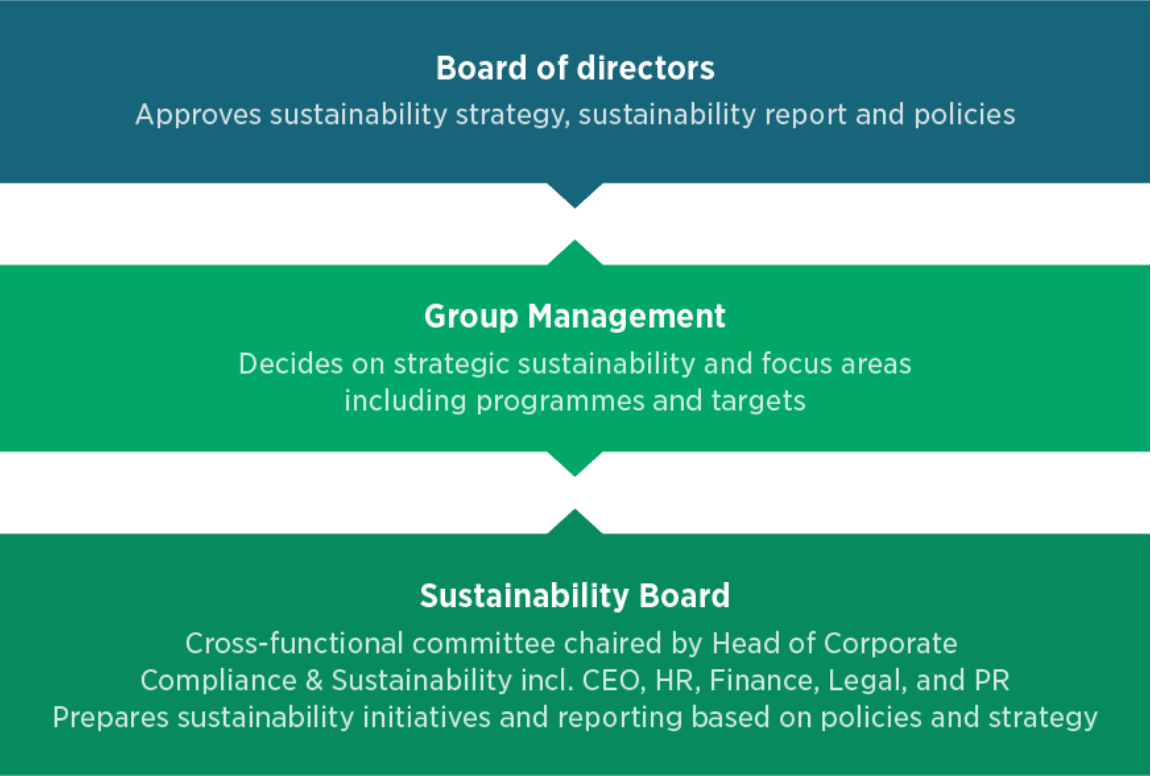 Board of directors
Approves sustainability strategy, sustainability report and policies
Group Management
Decides on strategic sustainability and focus areas
including programmes and targets
Sustainability Board
Cross-functional committee chaired by Head of Corporate
Compliance & Sustainability incl. CEO, HR, Finance, Legal, and PR
Prepares sustainability initiatives and reporting based on policies and strategy